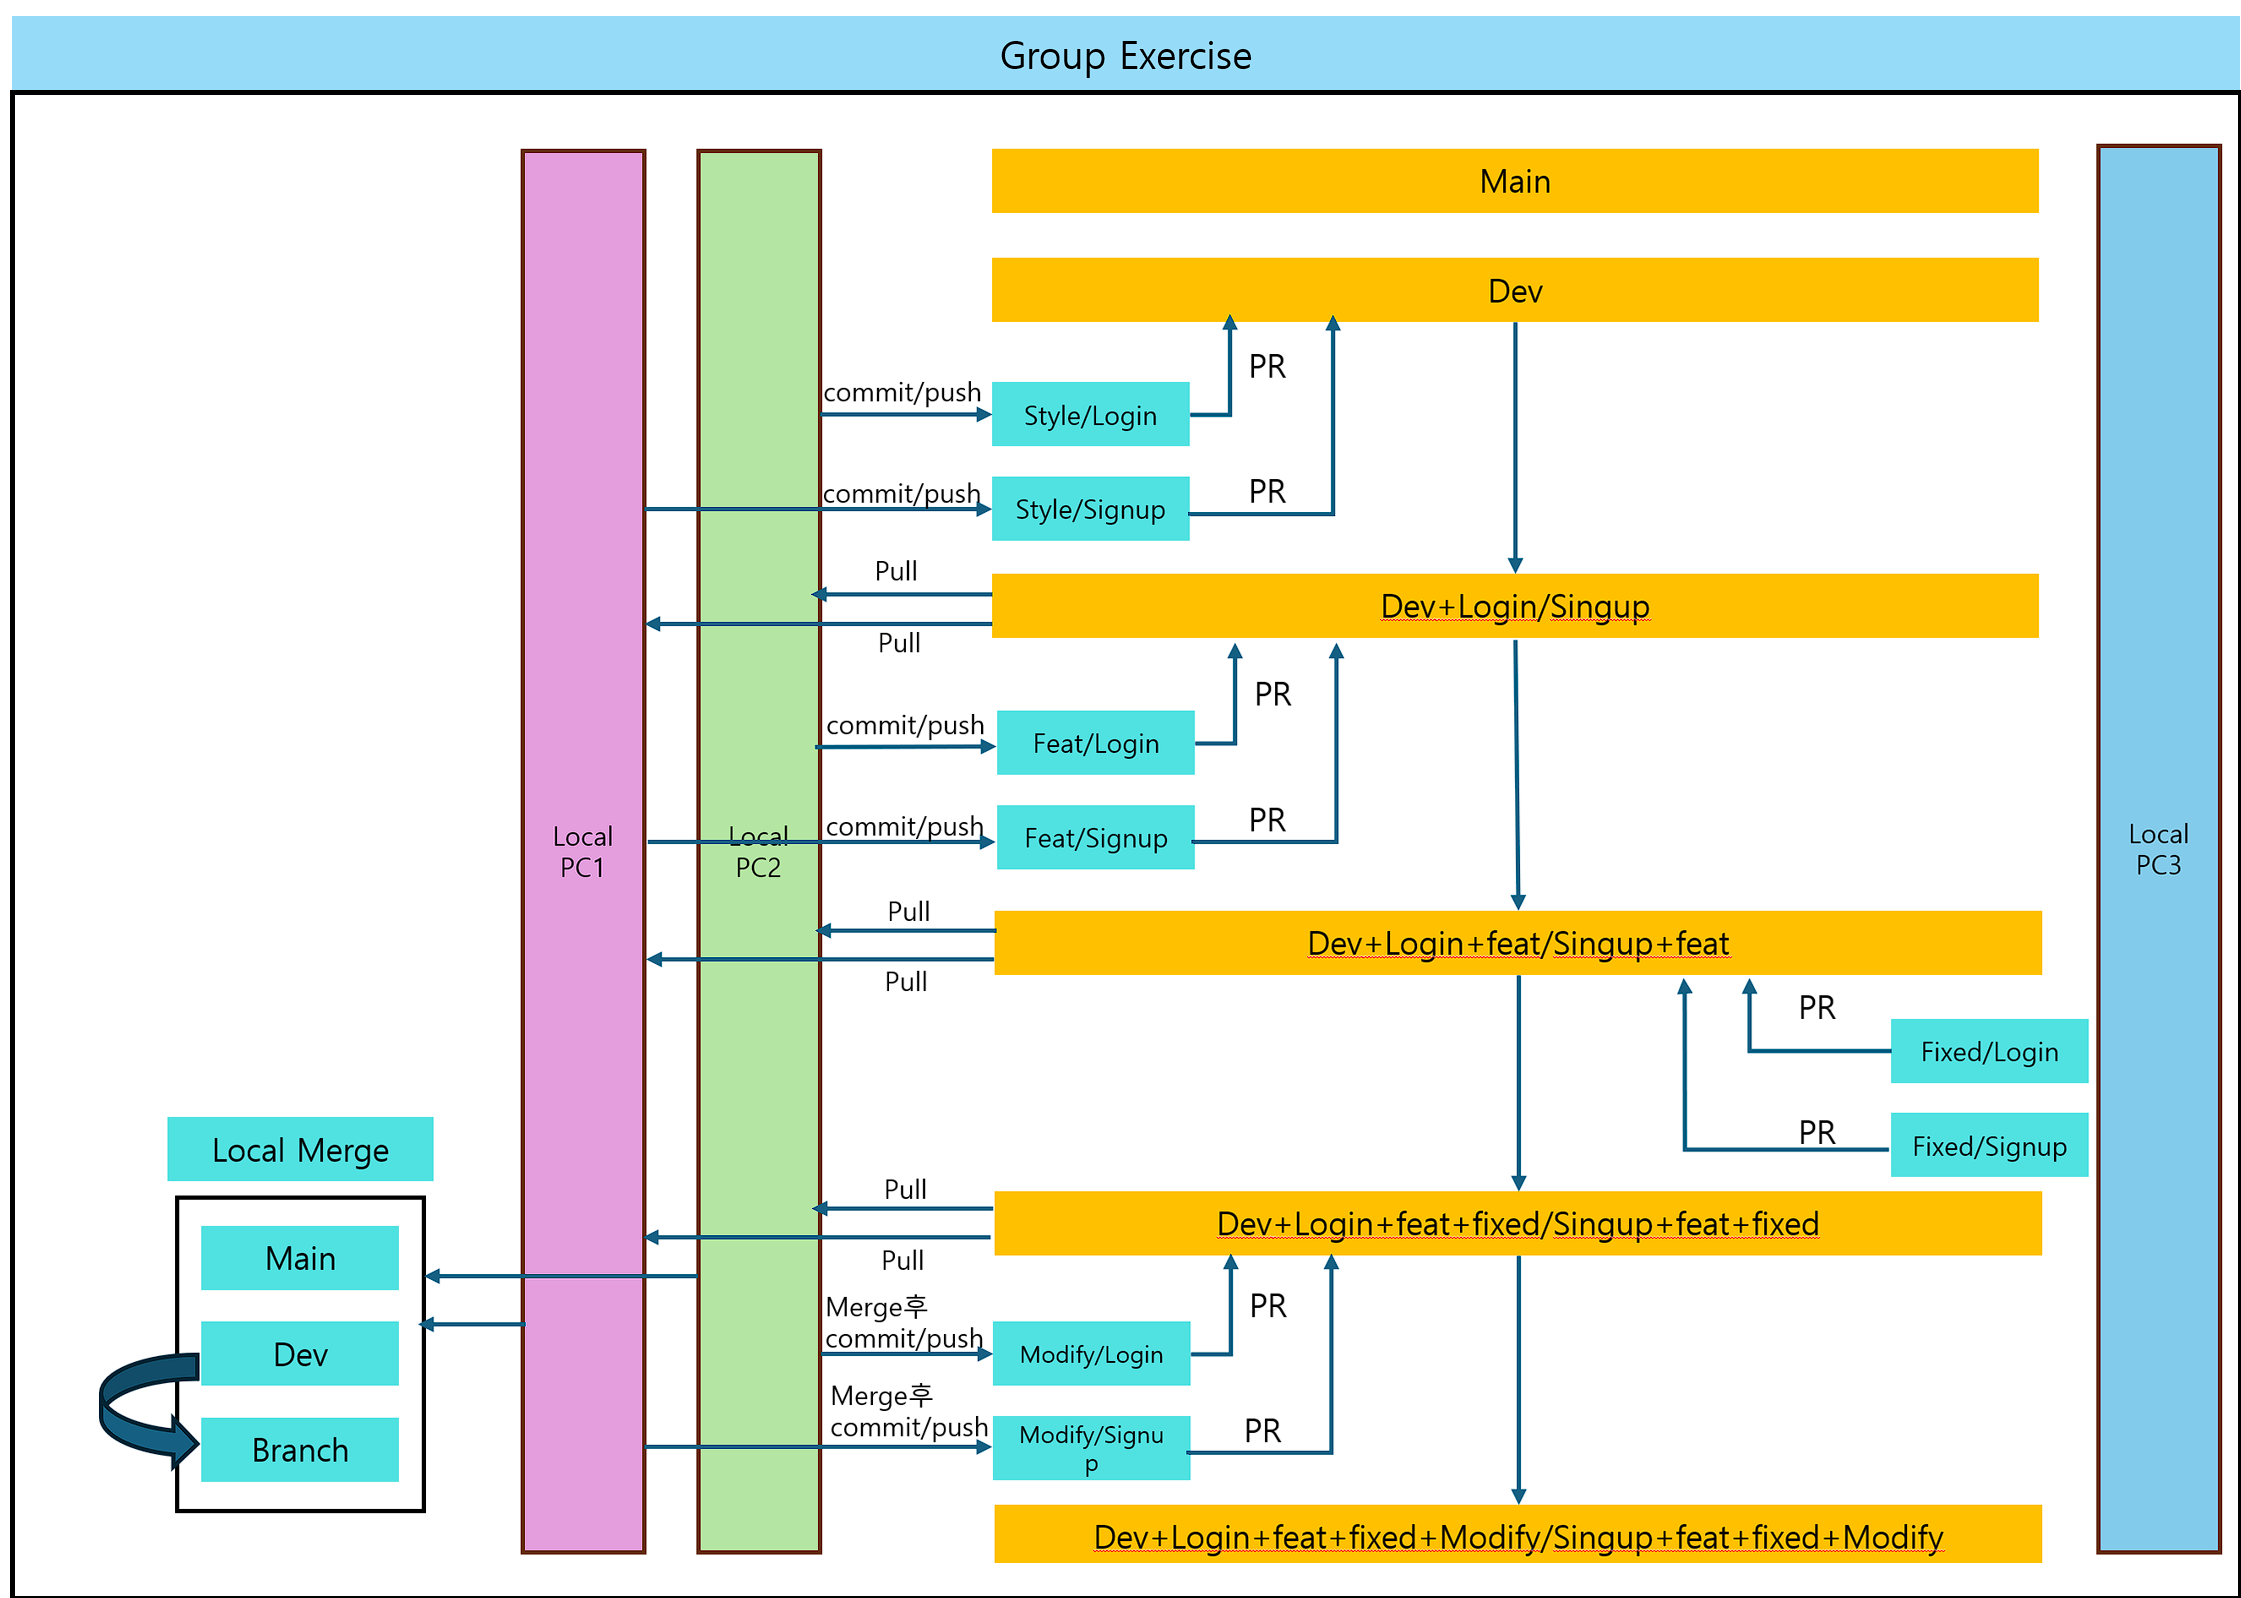 Group Exercise
Main
Dev
PR
commit/push
Style/Login
commit/push
PR
Style/Signup
Pull
Dev+Login/Singup
Pull
PR
commit/push
Feat/Login
commit/push
PR
Feat/Signup
Local
PC1
Local
PC2
Local
PC3
Pull
Dev+Login+feat/Singup+feat
Pull
PR
Fixed/Login
PR
Fixed/Signup
Local Merge
Pull
Dev+Login+feat+fixed/Singup+feat+fixed
Pull
Main
Merge후
commit/push
PR
Modify/Login
Dev
Merge후
commit/push
PR
Modify/Signu
p
Branch
Dev+Login+feat+fixed+Modify/Singup+feat+fixed+Modify